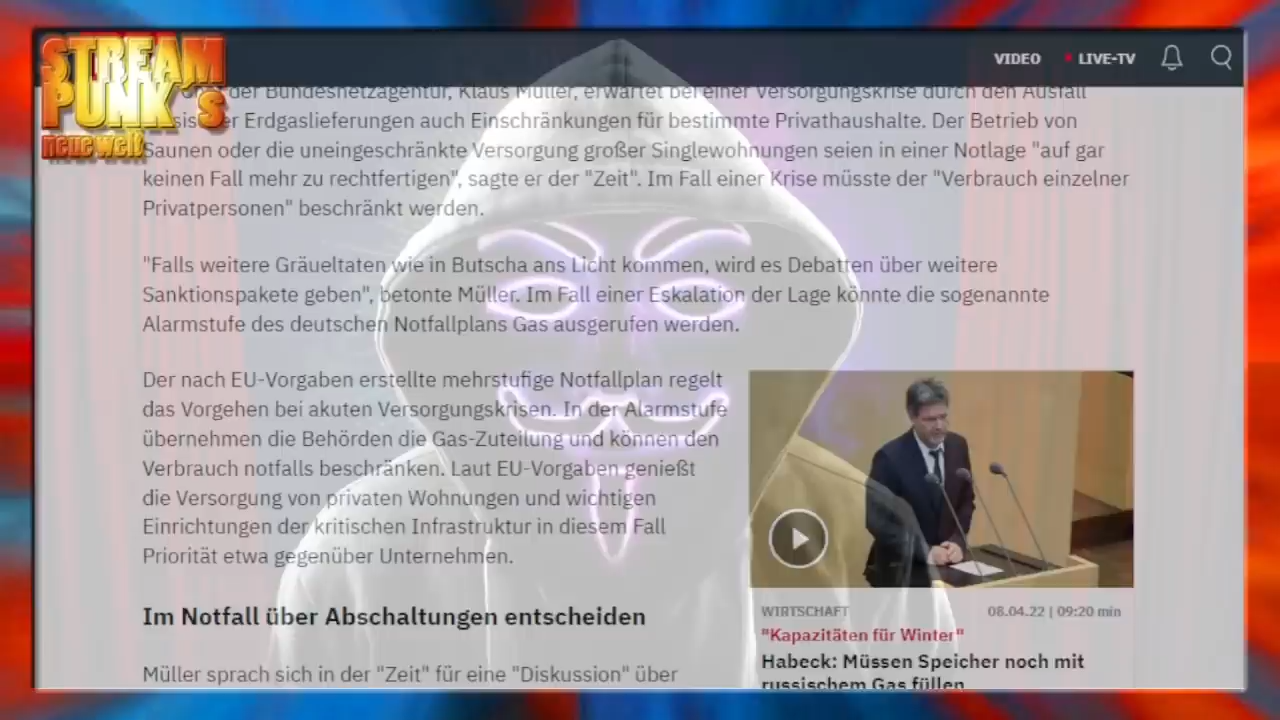 STREAM
PUNK's
neue welt
VIDEO
LIVE-TV
der Bundesnetzagentur, Klaus Müller, erwartet bei einer Versorgungskrise durch den Ausfall
Erdgaslieferungen auch Einschränkungen für bestimmte Privathaushalte. Der Betrieb von
Saunen oder die uneingeschränkte Versorgung großer Singlewohnungen seien in einer Notlage "auf gar
keinen Fall mehr zu rechtfertigen", sagte er der "Zeit". Im Fall einer Krise müsste der "Verbrauch einzelner
Privatpersonen" beschränkt werden.
"Falls weitere Gräueltaten wie in Butscha ans Licht kommen, wird es Debatten über weitere
Sanktionspakete geben", betonte Müller. Im Fall einer Eskalation der Lage könnte die sogenannte
Alarmstufe des deutschen Notfallplans Gas ausgerufen werden.
Der nach EU-Vorgaben erstellte mehrstufige Notfallplan regelt
das Vorgehen bei akuten Versorgungskrisen. In der Alarmstufe
übernehmen die Behörden die Gas-Zuteilung und können den
Verbrauch notfalls beschränken. Laut EU-Vorgaben genießt
die Versorgung von privaten Wohnungen und wichtigen
Einrichtungen der kritischen Infrastruktur in diesem Fall
Priorität etwa gegenüber Unternehmen.
Im Notfall über Abschaltungen entscheiden
Müller sprach sich in der "Zeit" für eine "Diskussion" über
WIRTSCHAFT
08.04.22 | 09:20 min
"Kapazitäten für Winter"
Habeck: Müssen Speicher noch mit
russischem Gas füllen